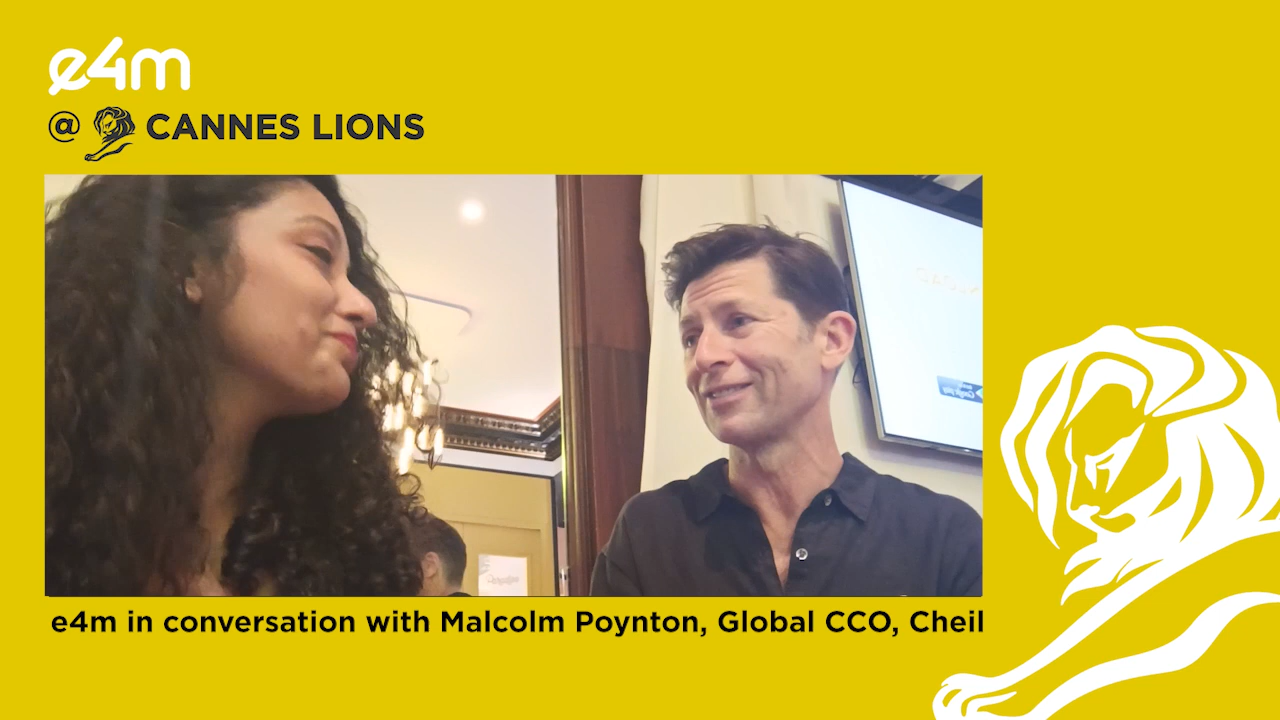 e4m
@ CANNES LIONS
e4m in conversation with Malcolm Poynton, Global CCO, Cheil